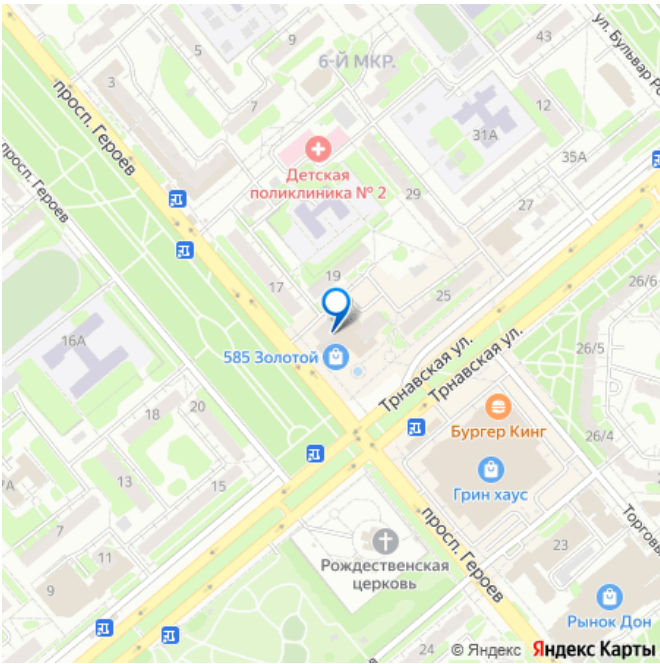 43
9
ул. Бульвар Ро
5
6-Й МКР.
3
7
12
просп. Героев
31А
просп. Героев
35А
Детская
поликлиника № 2
29
27
19
17
25
26/6
16А
585 Золотой
Трнавская ул.
Трнавская ул.
26/5
18
20
Бургер Кинг
26/4
13
15
7А
Грин хаус
7
11
просп. Героев
Торговы
23
Рождественская
церковь
9
Рынок Дон
24
© Яндекс Яндекс Карты